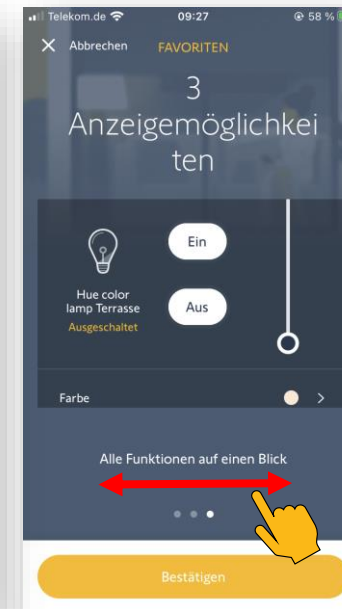 Telekom.de 09:27 58 %
Abbrechen FAVORITEN
3
Anzeigemöglichkei
ten
Ein
Hue color
lamp Terrasse
Ausgeschaltet
Aus
Farbe
Alle Funktionen auf einen Blick
Bestätigen